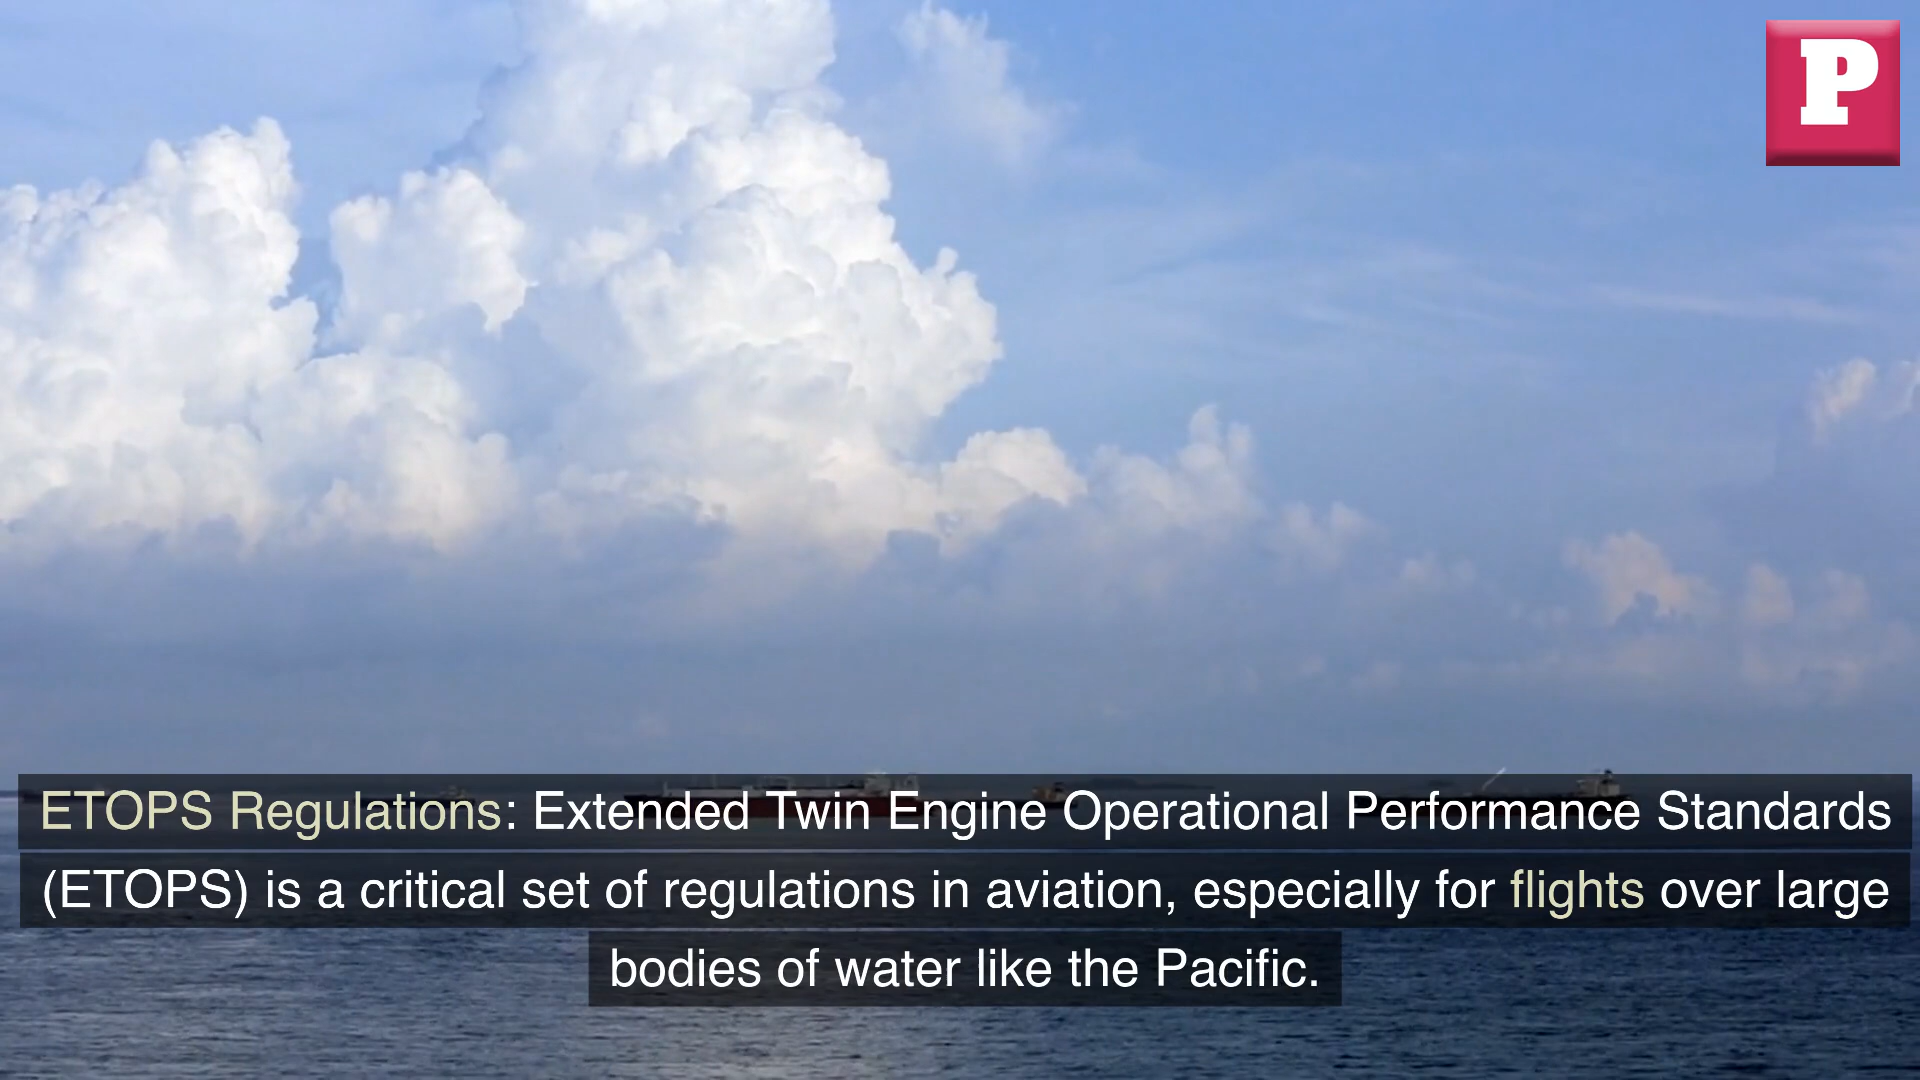 P
ETOPS Regulations: Extended Twin Engine Operational Performance Standards
(ETOPS) is a critical set of regulations in aviation, especially for flights over large
bodies of water like the Pacific.